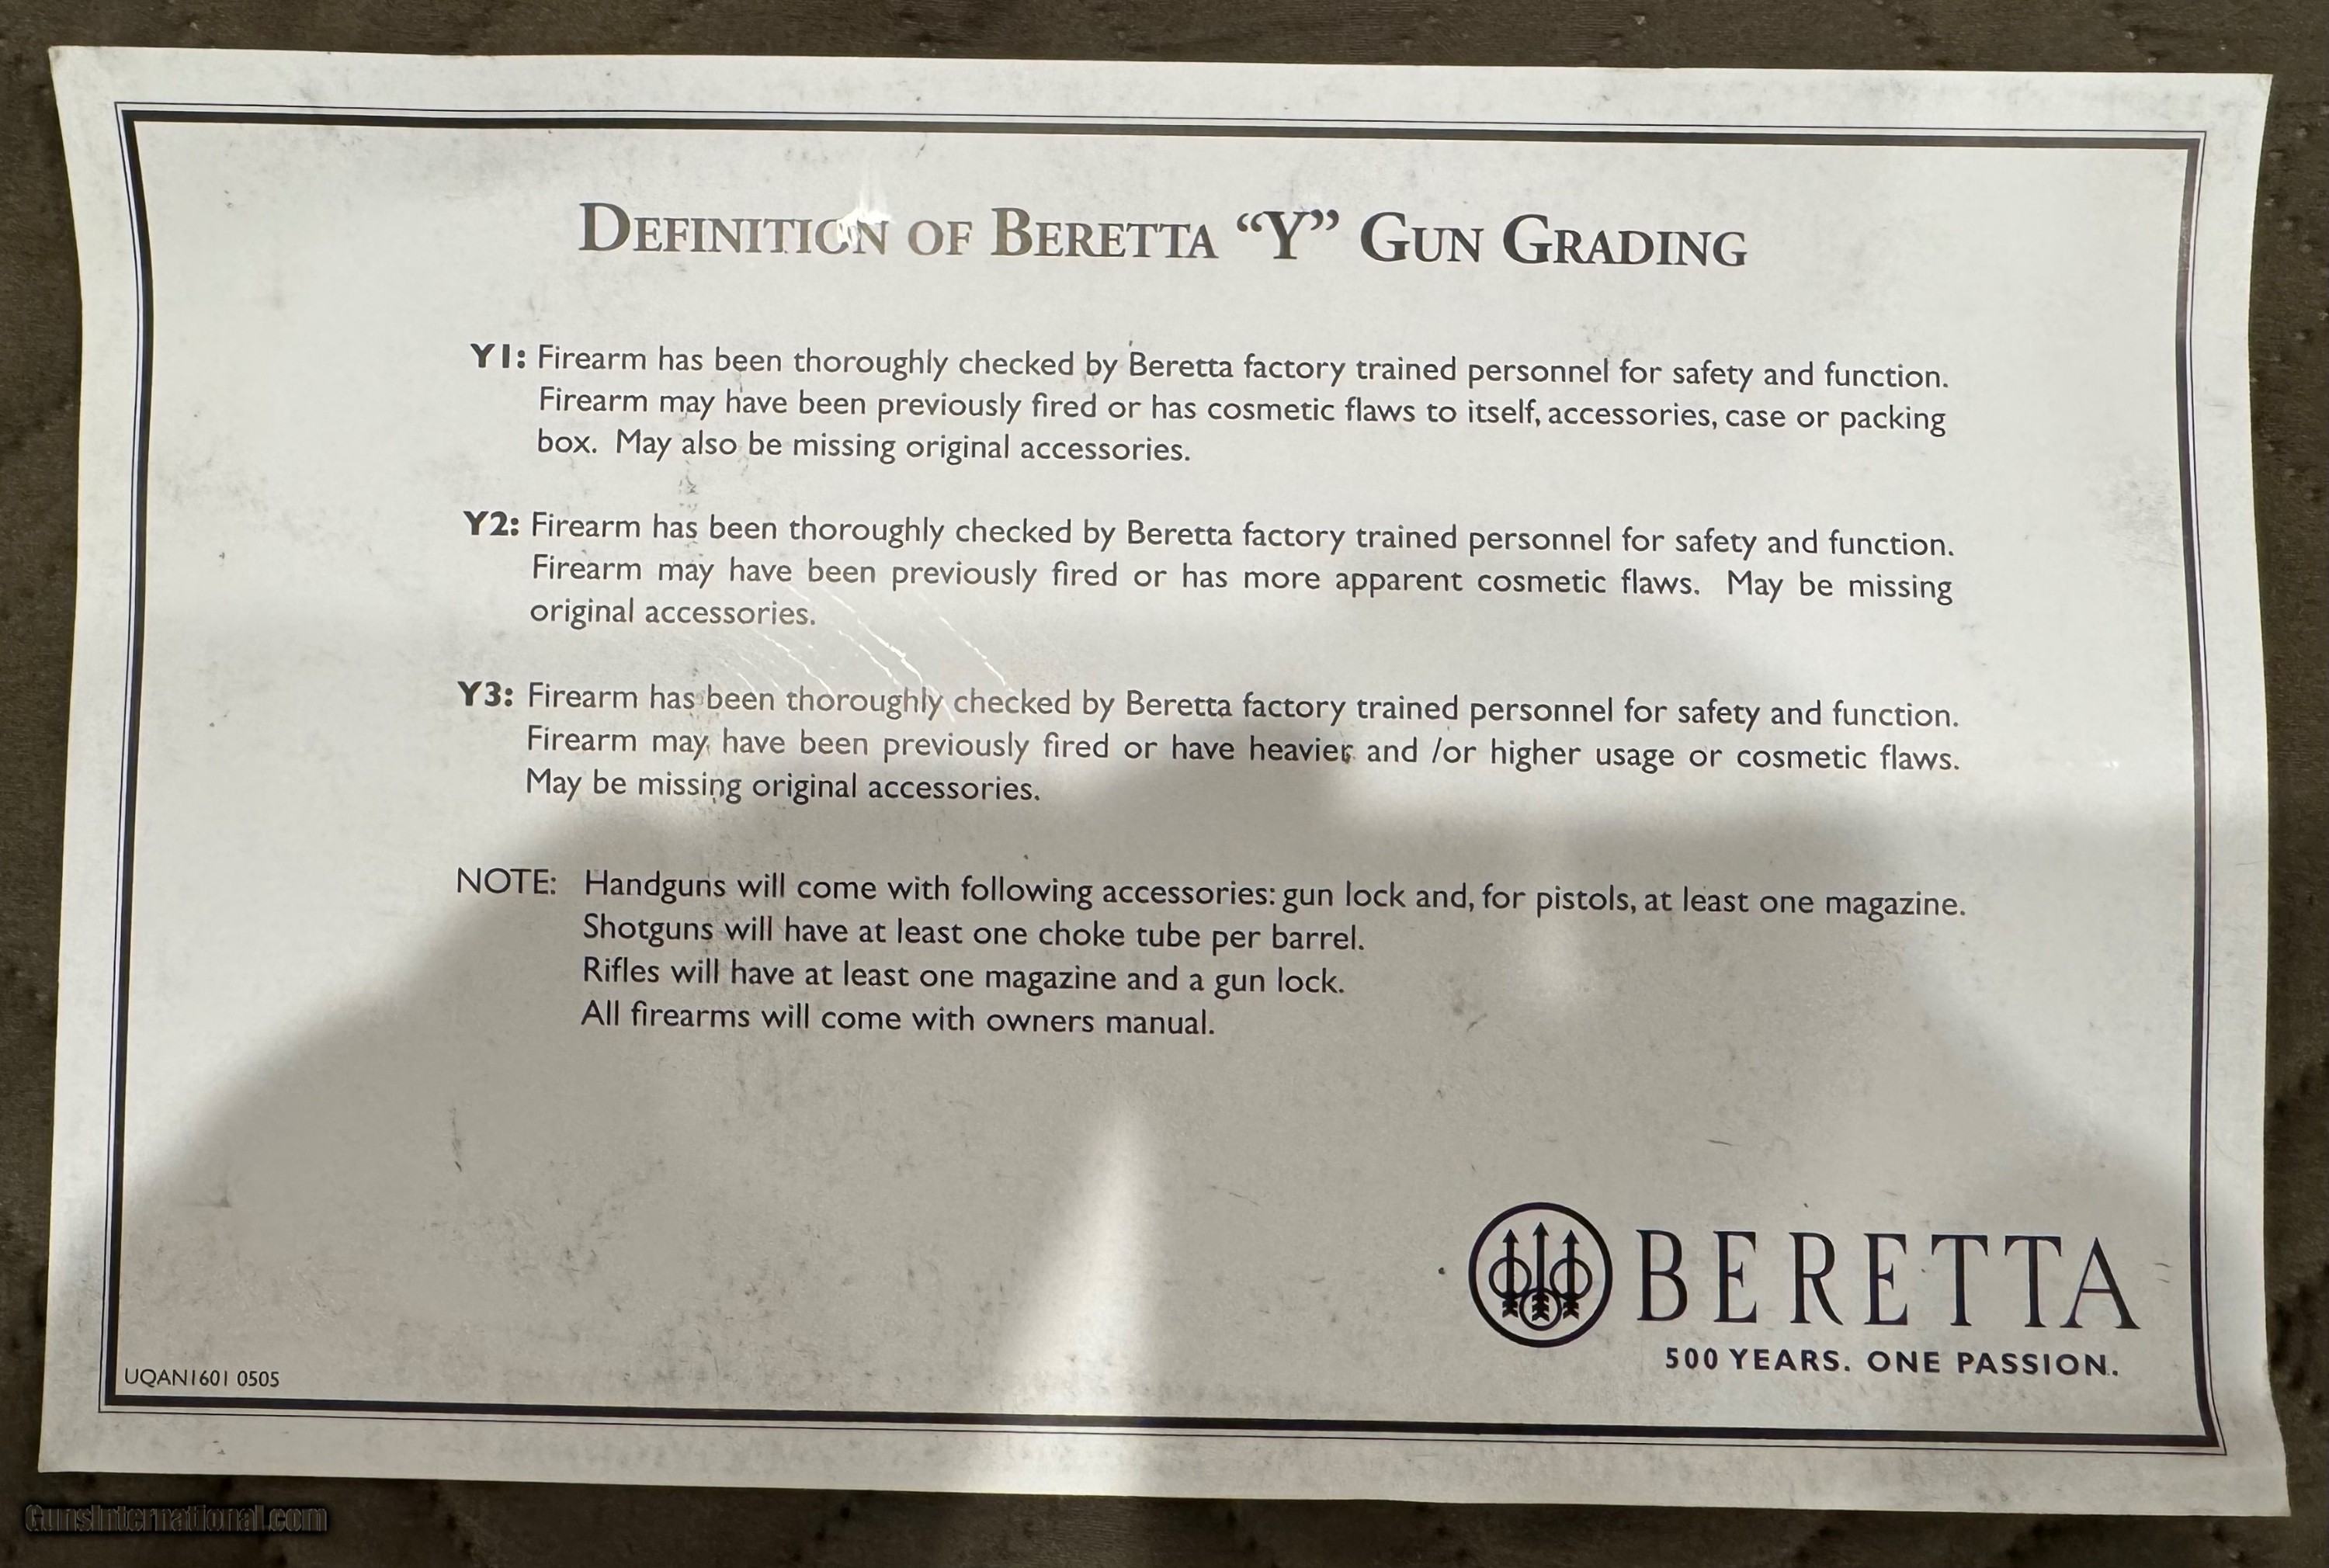 DEFINITION OF BERETTA “Y” GUN GRADING
Y1: Firearm has been thoroughly checked by Beretta factory trained personnel for safety and function.
Firearm may have been previously fired or has cosmetic flaws to itself, accessories, case or packing
box. May also be missing original accessories.
Y2: Firearm has been thoroughly checked by Beretta factory trained personnel for safety and function.
Firearm may have been previously fired or has more apparent cosmetic flaws. May be missing
original accessories.
Y3: Firearm has been thoroughly checked by Beretta factory trained personnel for safety and function.
Firearm may have been previously fired or have heavier and /or higher usage or cosmetic flaws.
May be missing original accessories.
NOTE: Handguns will come with following accessories: gun lock and, for pistols, at least one magazine.
Shotguns will have at least one choke tube per barrel.
Rifles will have at least one magazine and a gun lock.
All firearms will come with owners manual.
BERETTA
500 YEARS. ONE PASSION.
UQAN1601 0505
GunsInternational.com